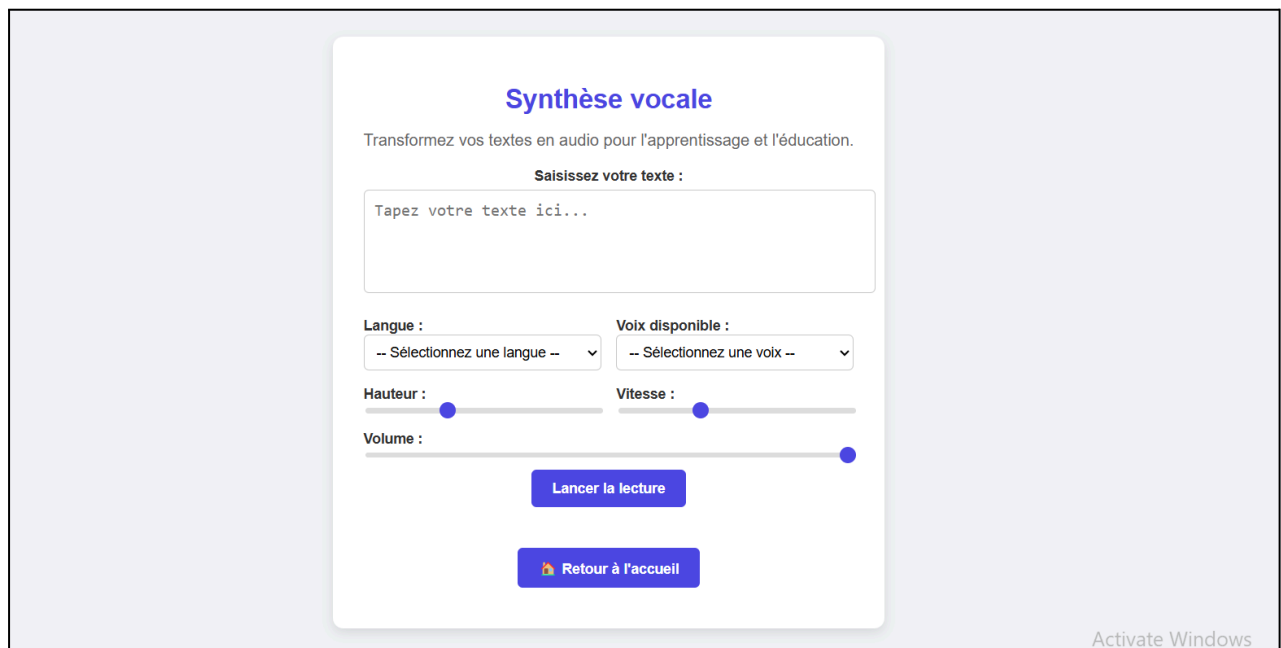 Synthèse vocale
Transformez vos textes en audio pour l'apprentissage et l'éducation.
Saisissez votre texte :
Tapez votre texte ici...
Langue :
Voix disponible :
-- Sélectionnez une langue --
-- Sélectionnez une voix --
Hauteur :
Vitesse :
Volume :
Lancer la lecture
Retour à l'accueil
Activate Windows